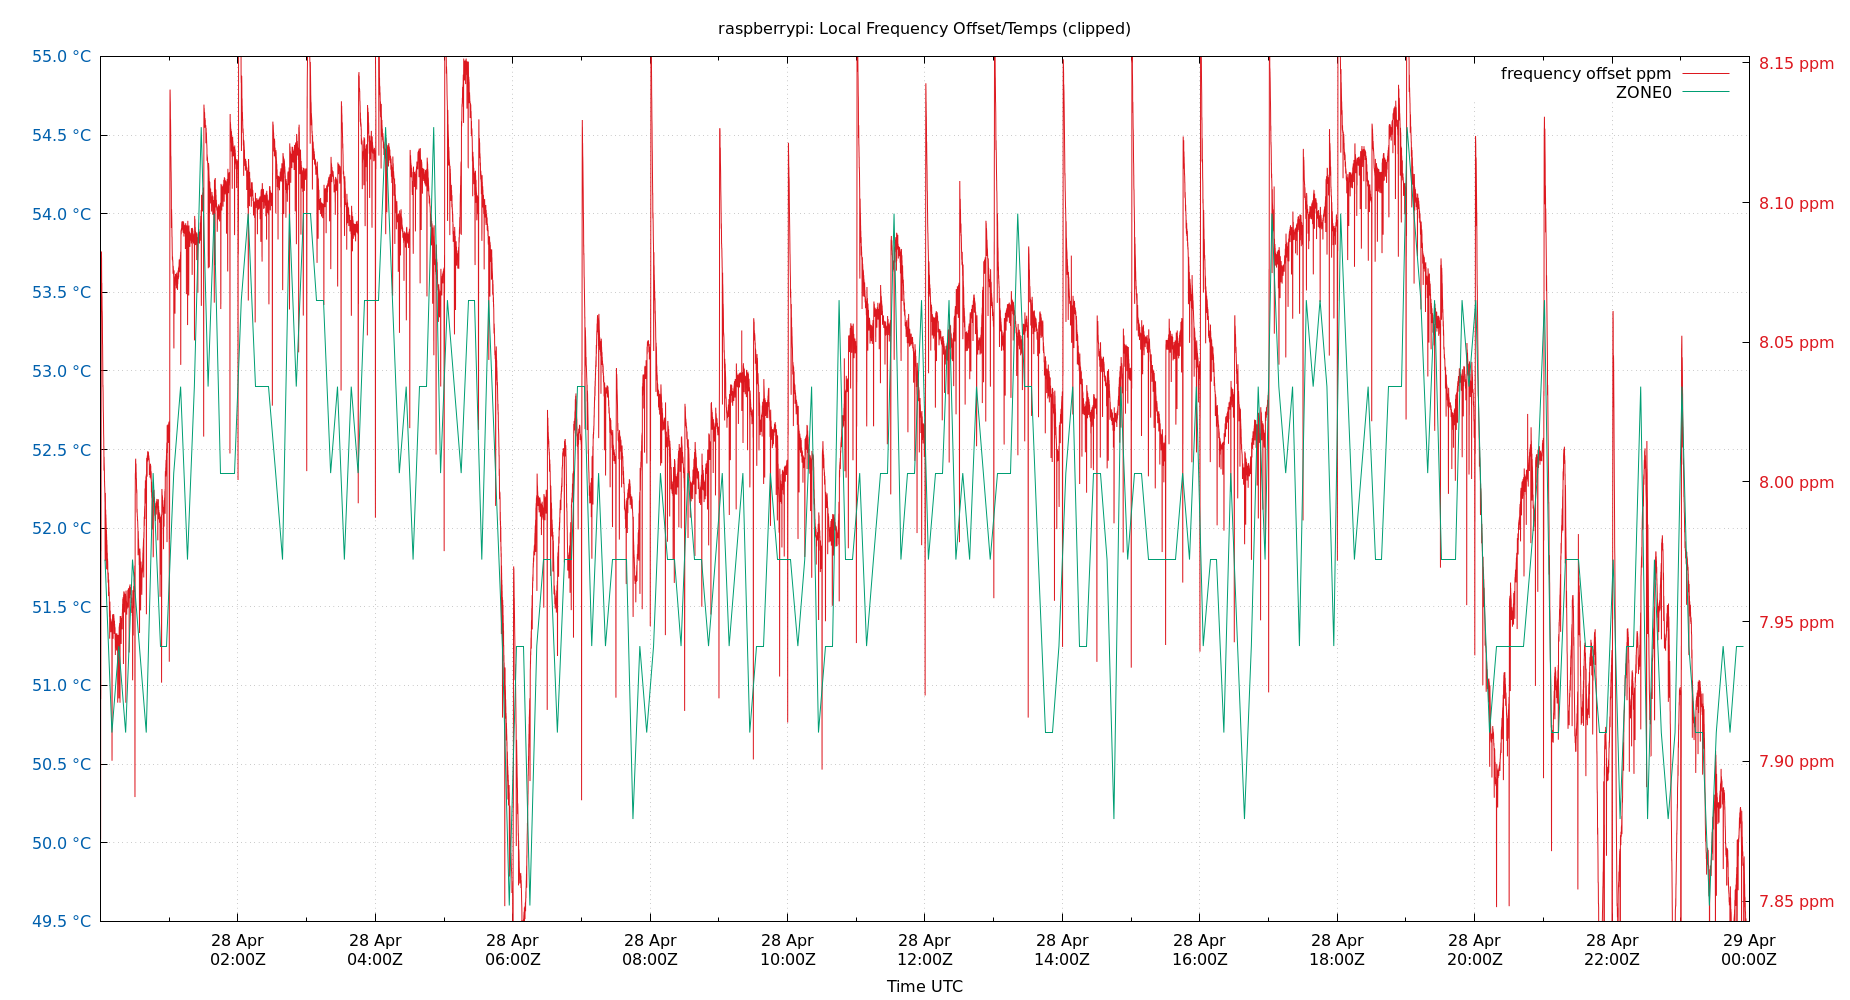 raspberrypi: Local Frequency Offset/Temps (clipped)
frequency offset ppm
ZONE0
55.0 °C
54.5 °C
54.0 °C
53.5 °C
53.0 °C
52.5 °C
52.0 °C
51.5 °C
51.0 °C
50.5 °C
50.0 °C
49.5 °C
8.15 ppm
8.10 ppm
8.05 ppm
8.00 ppm
7.95 ppm
7.90 ppm
7.85 ppm
28 Apr 28 Apr 28 Apr 28 Apr 28 Apr 28 Apr 28 Apr 28 Apr 28 Apr 28 Apr 28 Apr 29 Apr
02:00Z 04:00Z 06:00Z 08:00Z 10:00Z 12:00Z 14:00Z 16:00Z 18:00Z 20:00Z 22:00Z 00:00Z
Time UTC